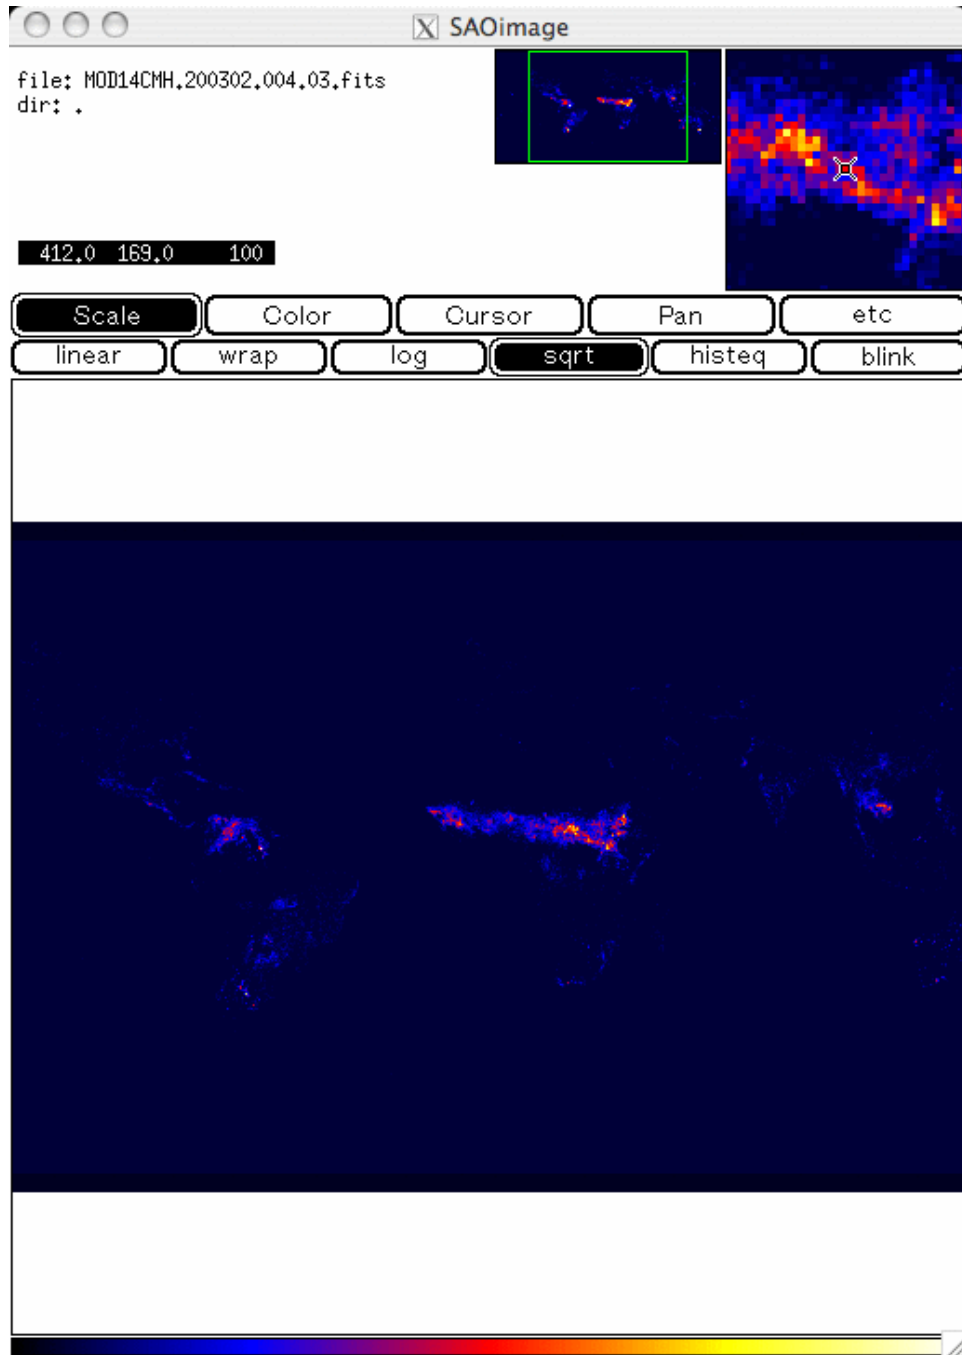 SAOimage
file: MOD14CMH.200302.004.03.fits
dir: .
412.0 169.0 100
Scale Color Cursor Pan etc
linear wrap log sqrt histeq blink